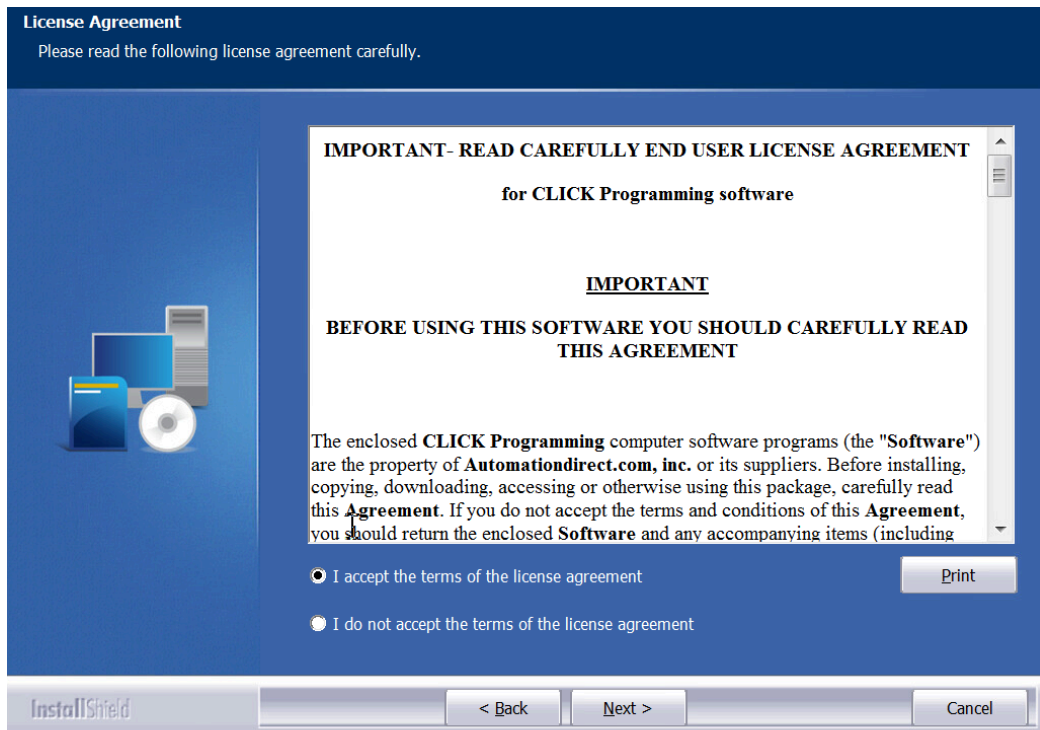 License Agreement
Please read the following license agreement carefully.
IMPORTANT- READ CAREFULLY END USER LICENSE AGREEMENT
for CLICK Programming software
IMPORTANT
BEFORE USING THIS SOFTWARE YOU SHOULD CAREFULLY READ
THIS AGREEMENT
The enclosed CLICK Programming computer software programs (the "Software")
are the property of Automationdirect.com, inc. or its suppliers. Before installing,
copying, downloading, accessing or otherwise using this package, carefully read
this Agreement. If you do not accept the terms and conditions of this Agreement,
you should return the enclosed Software and any accompanying items (including
I accept the terms of the license agreement
Print
I do not accept the terms of the license agreement
InstallShield
< Back
Next >
Cancel